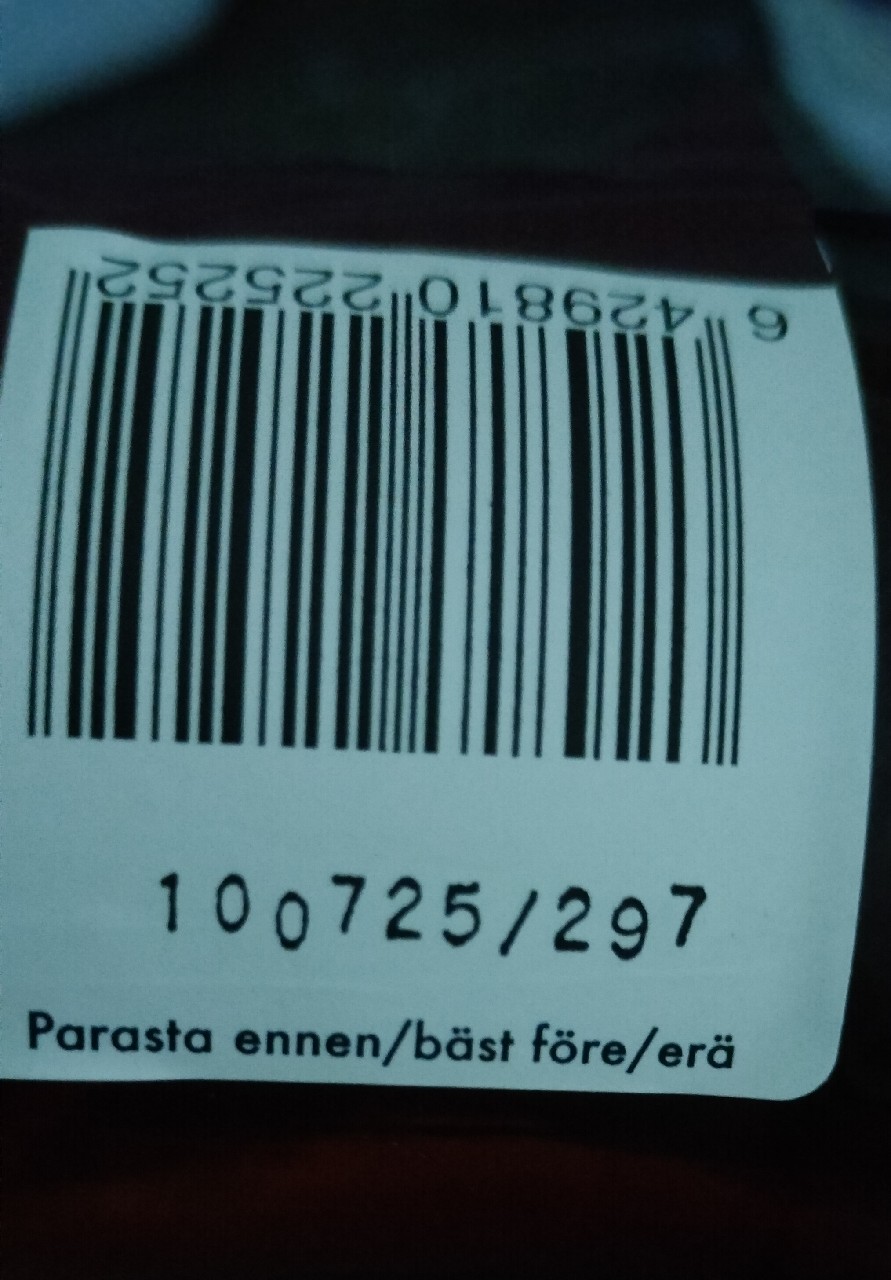 6 429810 225252
100725/297
Parasta ennen/bäst före/erä